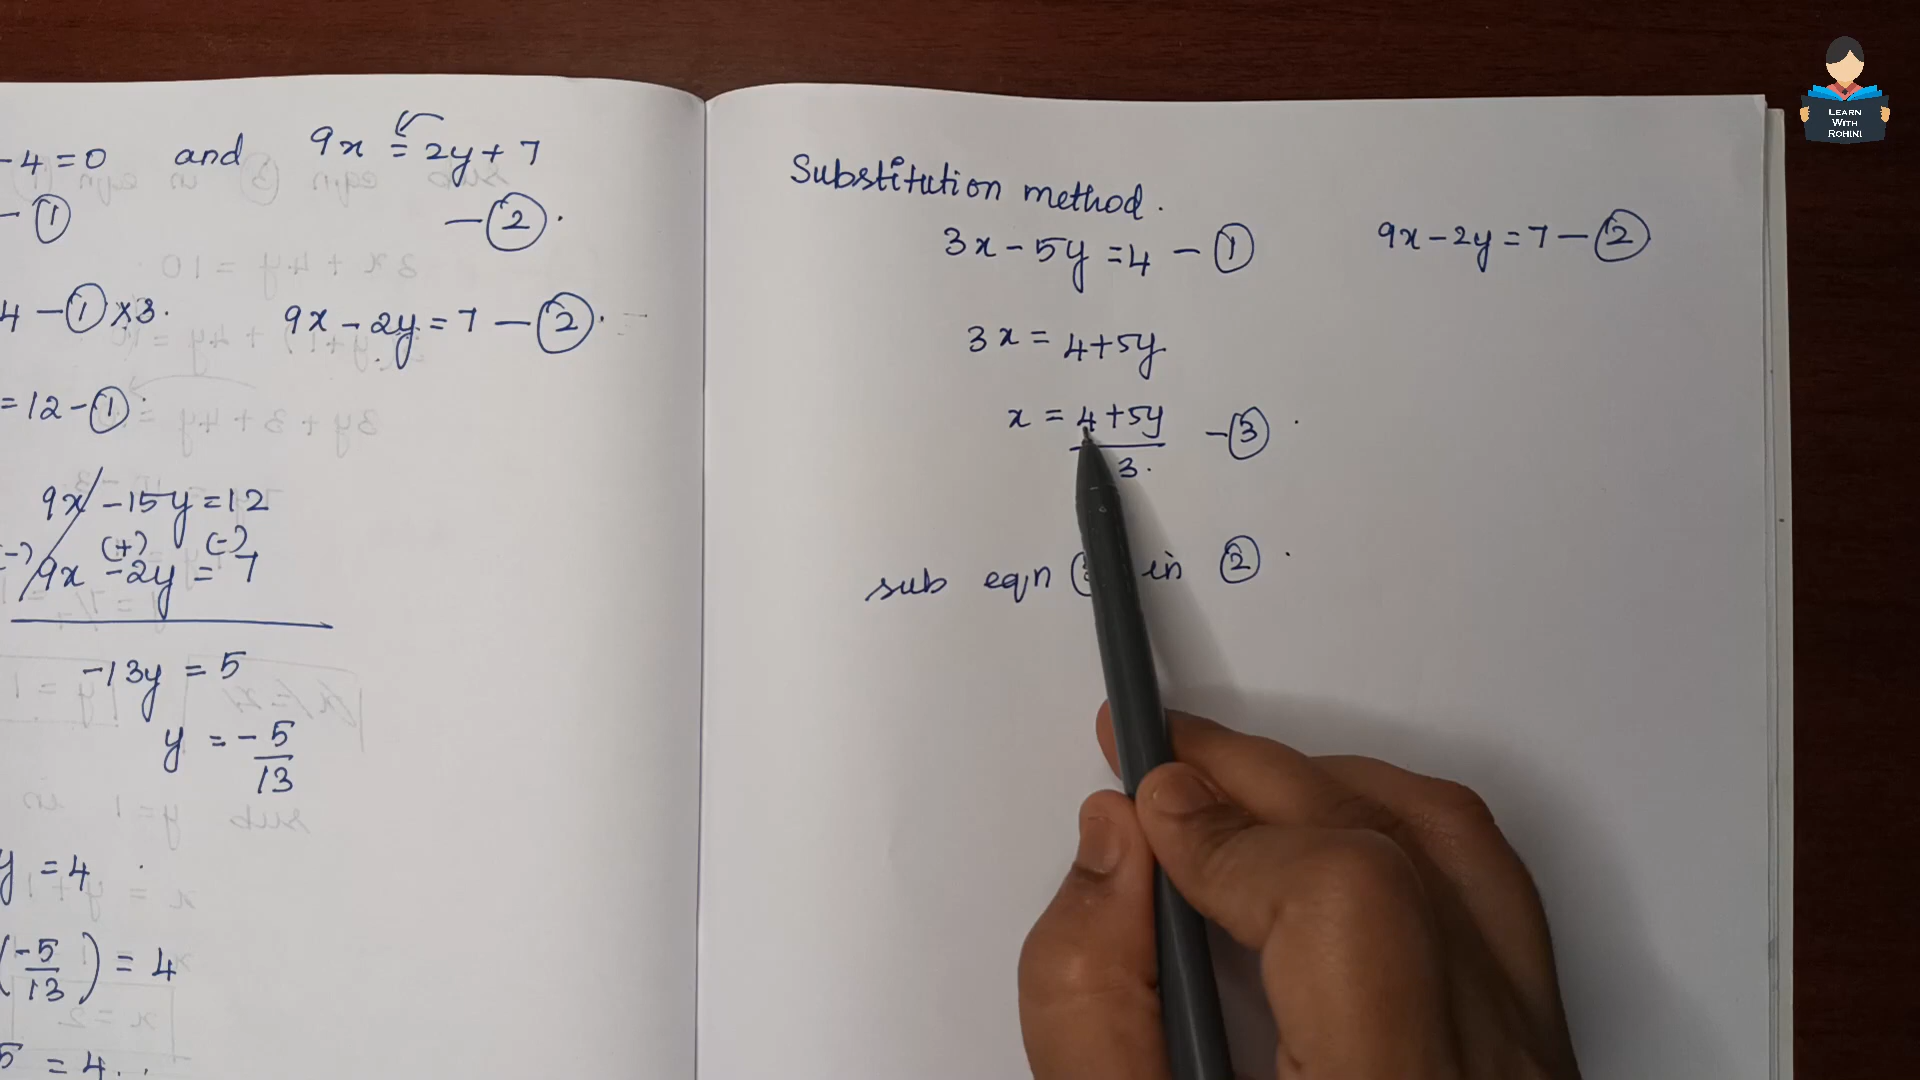 -4=0 and 9x = 2y+7
- ① - ②.
4 - ① ×3. 9x - 2y = 7 - ②.
= 12 - ①.
9x - 15y = 12
(-) (+) (-)
9x - 2y = 7
-13y = 5
y = -5/13
y = 4
(-5/13) = 4
5 = 4..
Substitution method.
3x - 5y = 4 - ① 9x - 2y = 7 - ②
3x = 4+5y
x = 4+5y - ③.
3.
sub eqn in ②.
LEARN
WITH
ROHINI